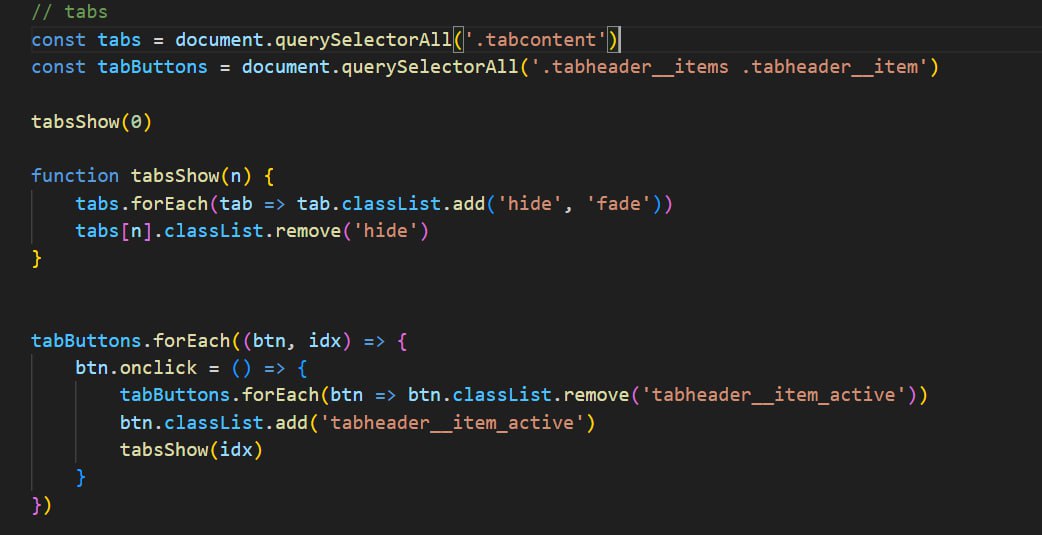 // tabs
const tabs = document.querySelectorAll('.tabcontent')
const tabButtons = document.querySelectorAll('.tabheader__items .tabheader__item')
tabsShow(0)
function tabsShow(n) {
    tabs.forEach(tab => tab.classList.add('hide', 'fade'))
    tabs[n].classList.remove('hide')
}
tabButtons.forEach((btn, idx) => {
    btn.onclick = () => {
        tabButtons.forEach(btn => btn.classList.remove('tabheader__item_active'))
        btn.classList.add('tabheader__item_active')
        tabsShow(idx)
    }
})